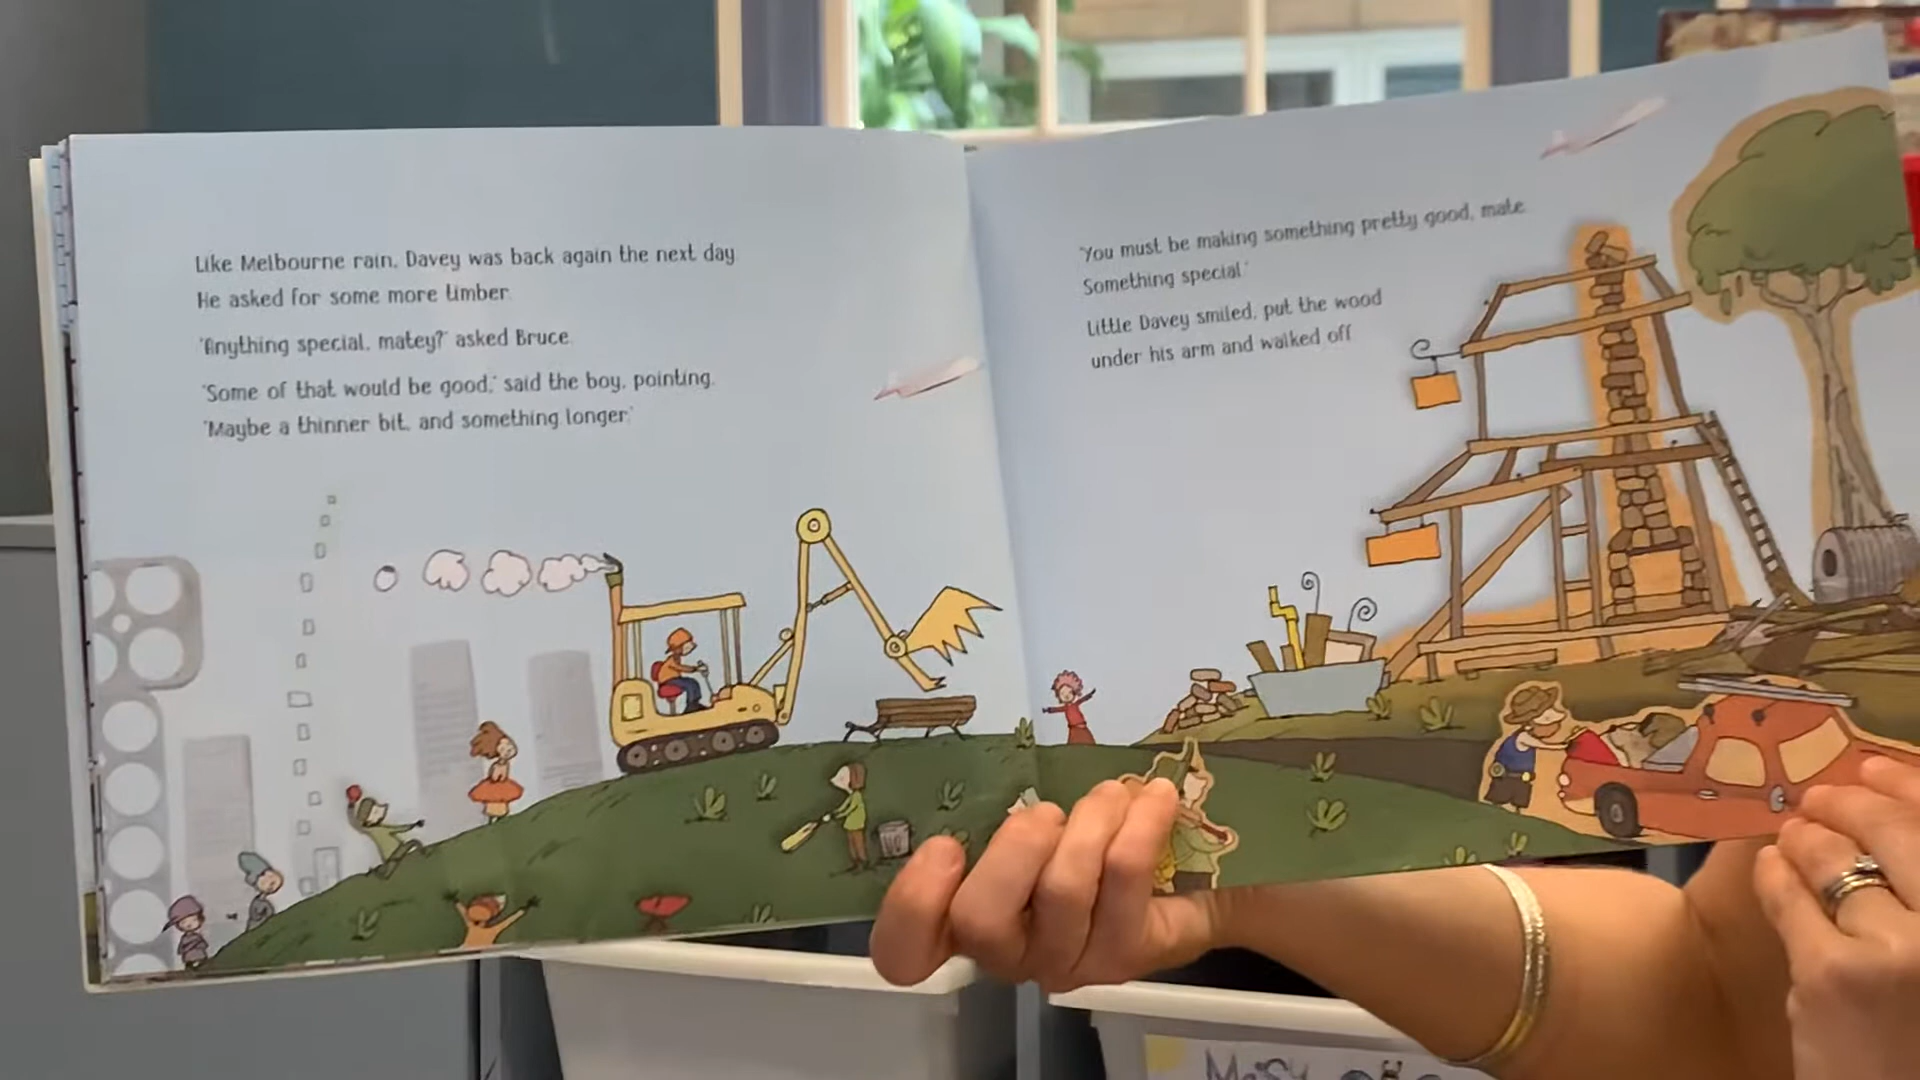 Like Melbourne rain, Davey was back again the next day.
He asked for some more timber.
'Anything special, matey?' asked Bruce.
'Some of that would be good,' said the boy, pointing.
'Maybe a thinner bit, and something longer.'
'You must be making something pretty good, mate.
Something special.'
Little Davey smiled, put the wood
under his arm and walked off.